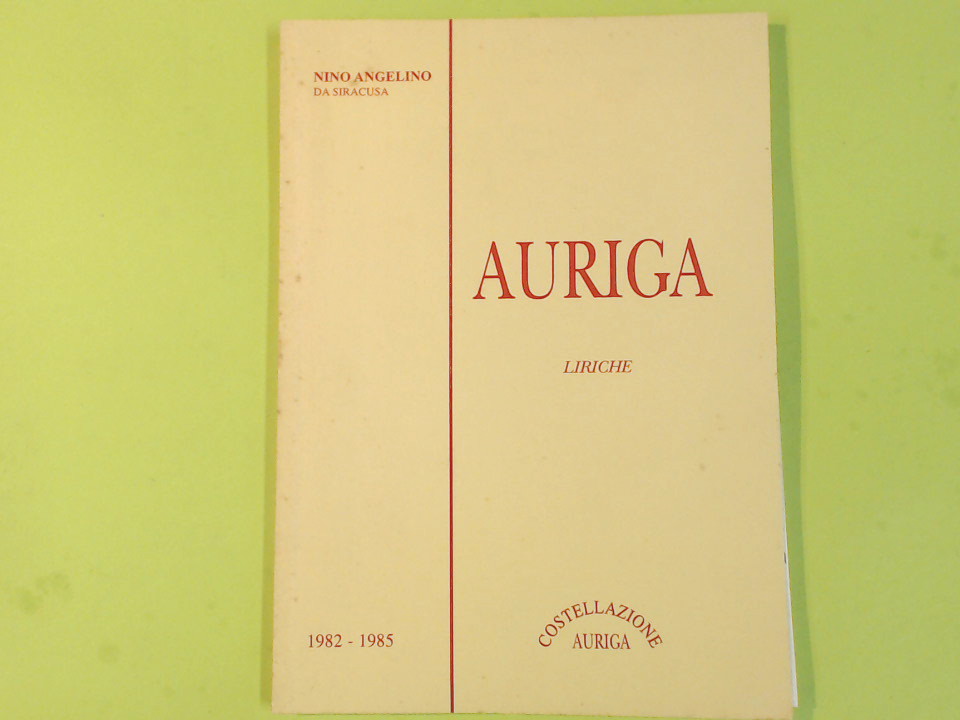 NINO ANGELINO
DA SIRACUSA
AURIGA
LIRICHE
1982 - 1985
COSTELLAZIONE
AURIGA